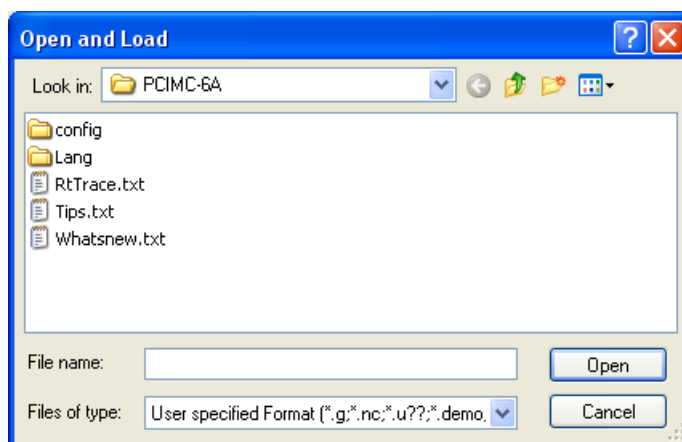 Open and Load
Look in: PCIMC-6A
config
Lang
RtTrace.txt
Tips.txt
Whatsnew.txt
File name: Open
Files of type: User specified Format (*.g;*.nc;*.u??;*.demo, Cancel